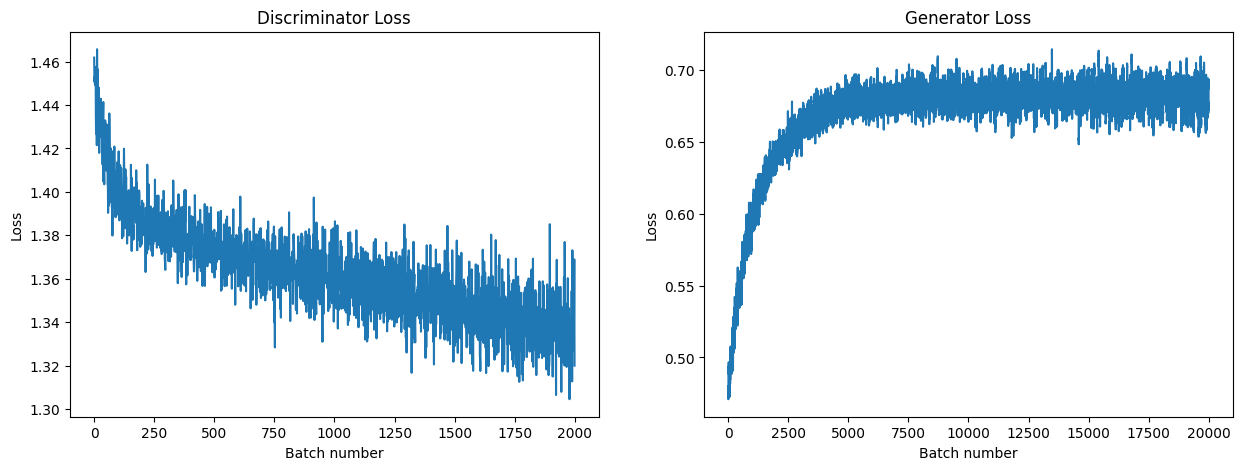 Discriminator Loss
Loss
1.46
1.44
1.42
1.40
1.38
1.36
1.34
1.32
1.30
0 250 500 750 1000 1250 1500 1750 2000
Batch number
Generator Loss
Loss
0.70
0.65
0.60
0.55
0.50
0 2500 5000 7500 10000 12500 15000 17500 20000
Batch number